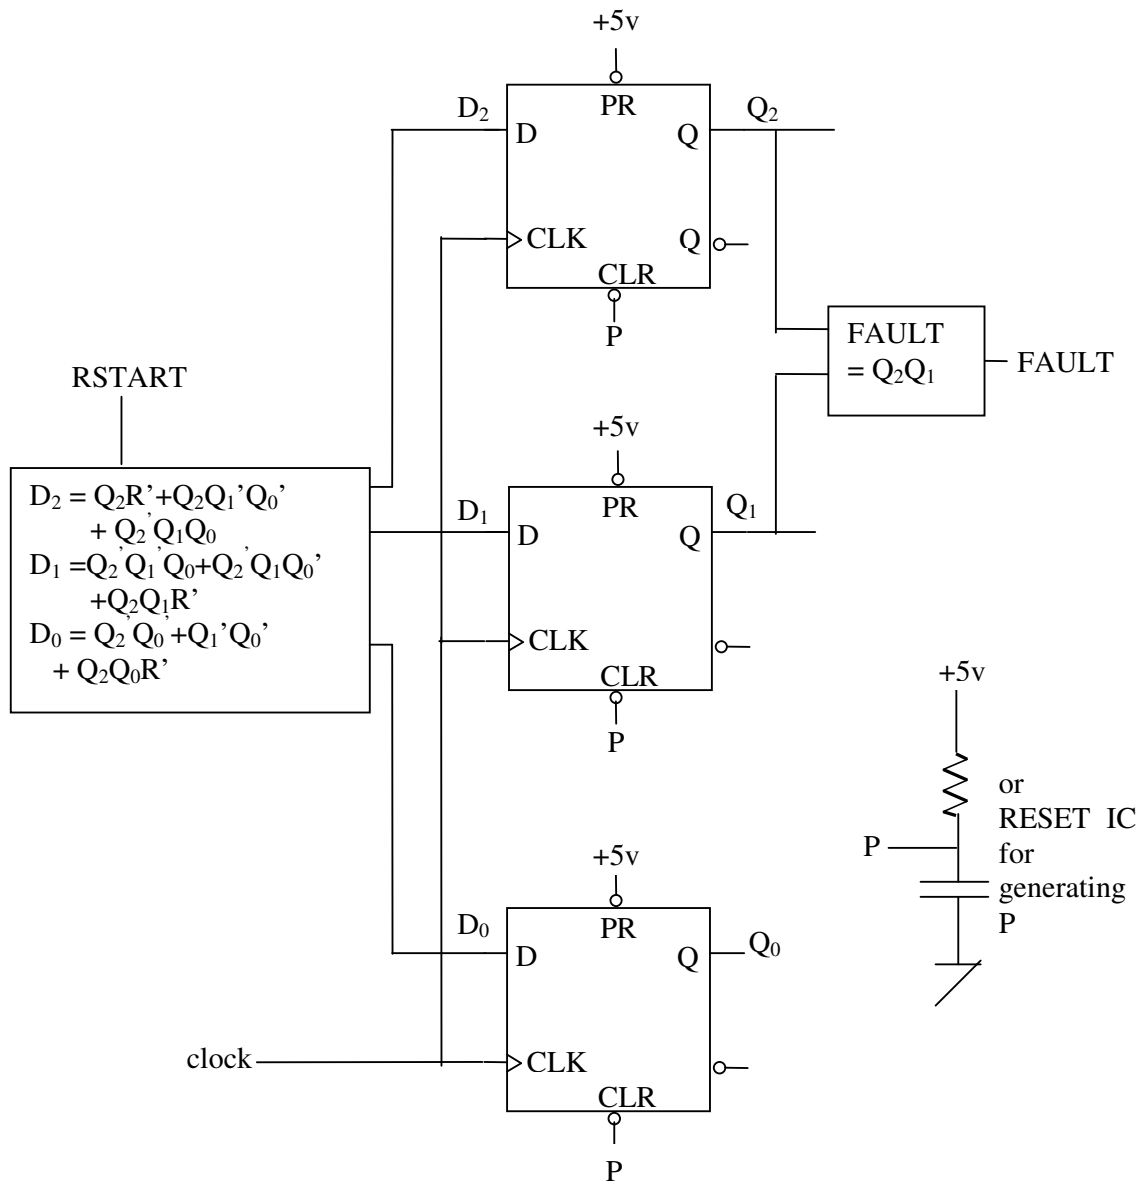 +5v
D₂
PR
Q₂
D
Q
CLK
Q
CLR
P
FAULT
= Q₂Q₁
FAULT
RSTART
+5v
D₂ = Q₂R’+Q₂Q₁’Q₀’
+ Q₂’Q₁Q₀
D₁ =Q₂’Q₁’Q₀+Q₂’Q₁Q₀’
+Q₂Q₁R’
D₀ = Q₂’Q₀’+Q₁’Q₀’
+ Q₂Q₀R’
D₁
PR
Q₁
D
Q
CLK
CLR
P
+5v
or
RESET IC
for
generating
P
P
+5v
D₀
PR
Q₀
D
Q
clock
CLK
CLR
P